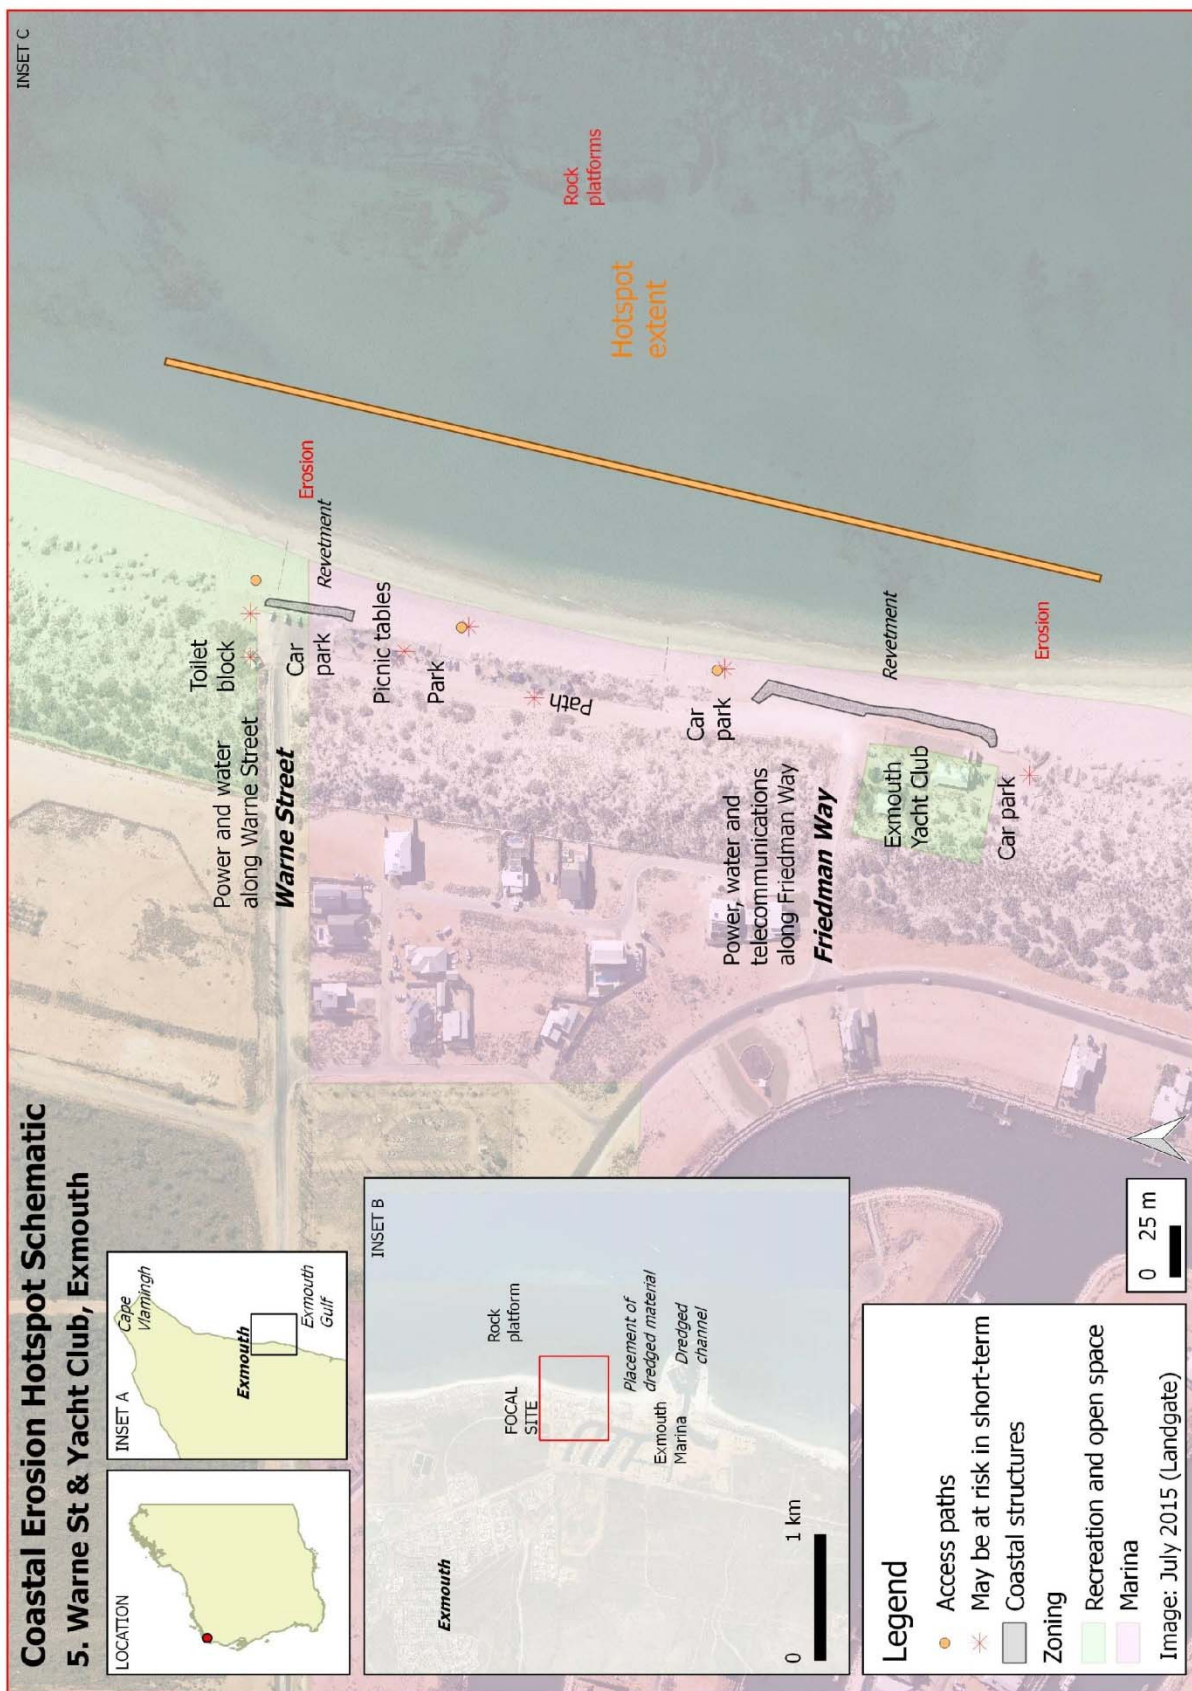 Coastal Erosion Hotspot Schematic
5. Warne St & Yacht Club, Exmouth
LOCATION
INSET A
Cape
Vlamingh
Exmouth
Exmouth
Gulf
INSET B
Exmouth
FOCAL
SITE
Rock
platform
Placement of
dredged material
Exmouth
Marina
Dredged
channel
0
1 km
Legend
Access paths
May be at risk in short-term
Coastal structures
Zoning
Recreation and open space
Marina
Image: July 2015 (Landgate)
0 25 m
INSET C
Toilet
block
Power and water
along Warne Street
Warne Street
Car
park
Revetment
Erosion
Picnic tables
Park
Path
Car
park
Power, water and
telecommunications
along Friedman Way
Friedman Way
Exmouth
Yacht Club
Revetment
Car park
Erosion
Hotspot
extent
Rock
platforms